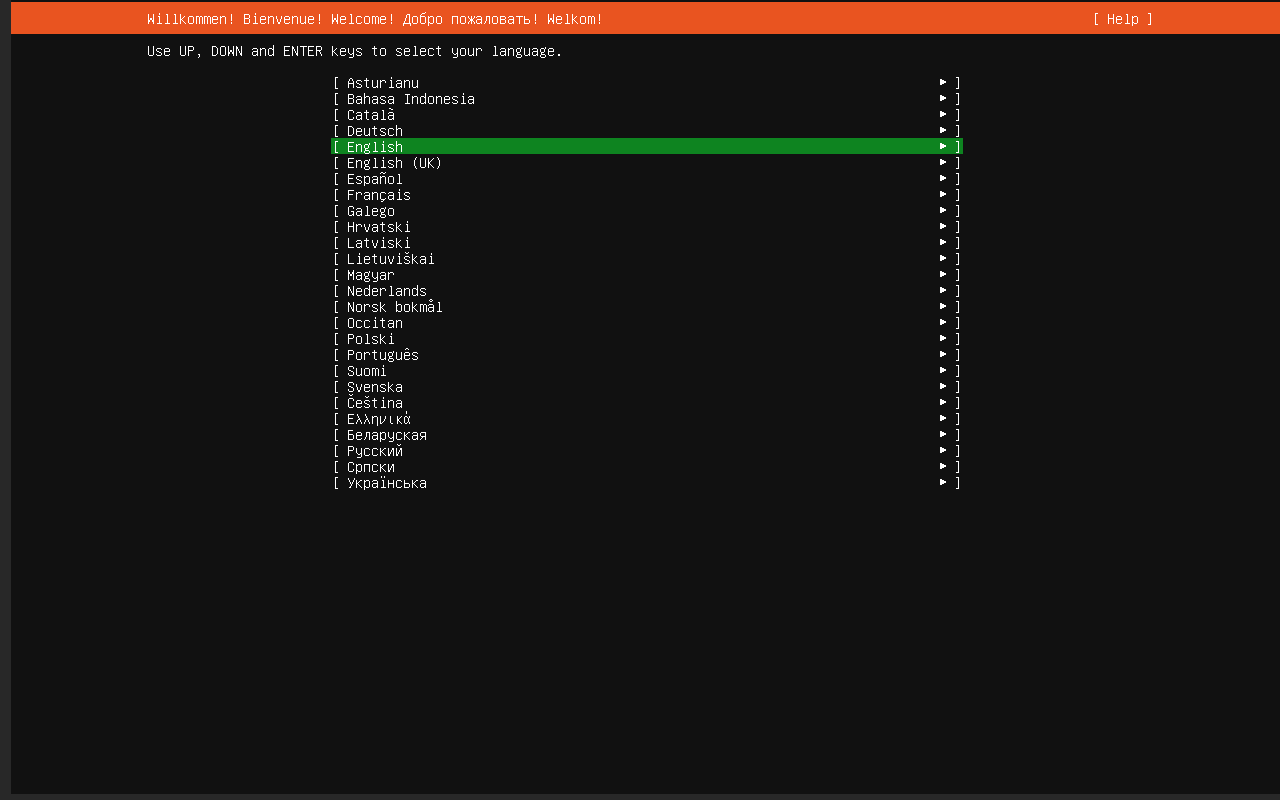 Willkommen! Bienvenue! Welcome! Добро пожаловать! Welkom! [ Help ]
Use UP, DOWN and ENTER keys to select your language.
[ Asturianu ▸ ]
[ Bahasa Indonesia ▸ ]
[ Català ▸ ]
[ Deutsch ▸ ]
[ English ▸ ]
[ English (UK) ▸ ]
[ Español ▸ ]
[ Français ▸ ]
[ Galego ▸ ]
[ Hrvatski ▸ ]
[ Latviski ▸ ]
[ Lietuviškai ▸ ]
[ Magyar ▸ ]
[ Nederlands ▸ ]
[ Norsk bokmål ▸ ]
[ Occitan ▸ ]
[ Polski ▸ ]
[ Português ▸ ]
[ Suomi ▸ ]
[ Svenska ▸ ]
[ Čeština ▸ ]
[ Ελληνικά ▸ ]
[ Беларуская ▸ ]
[ Русский ▸ ]
[ Српски ▸ ]
[ Українська ▸ ]